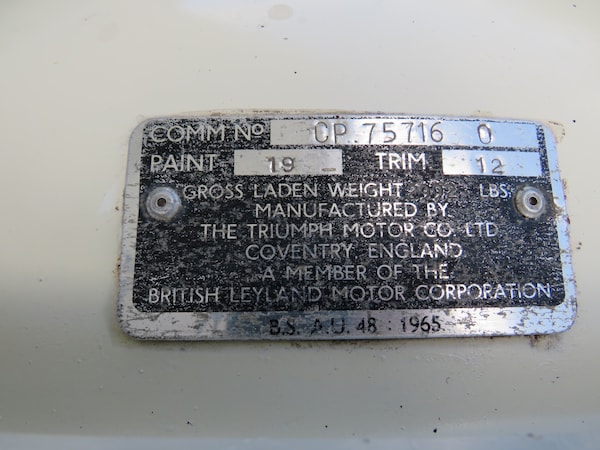 COMM Nº CP 75716 O
PAINT 19 TRIM 12
GROSS LADEN WEIGHT LBS
MANUFACTURED BY
THE TRIUMPH MOTOR CO. LTD
COVENTRY ENGLAND
A MEMBER OF THE
BRITISH LEYLAND MOTOR CORPORATION
B.S. A.U. 48 : 1965